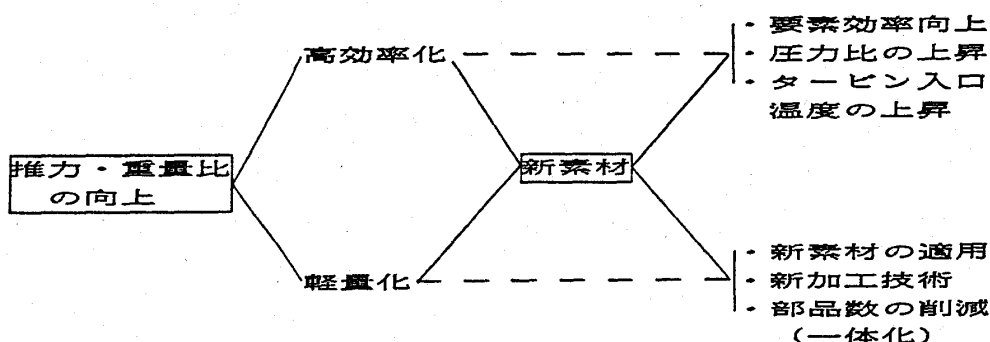 推力・重量比
の向上
高効率化
軽量化
新素材
・要素効率向上
・圧力比の上昇
・タービン入口
温度の上昇
・新素材の適用
・新加工技術
・部品数の削減
(一体化)